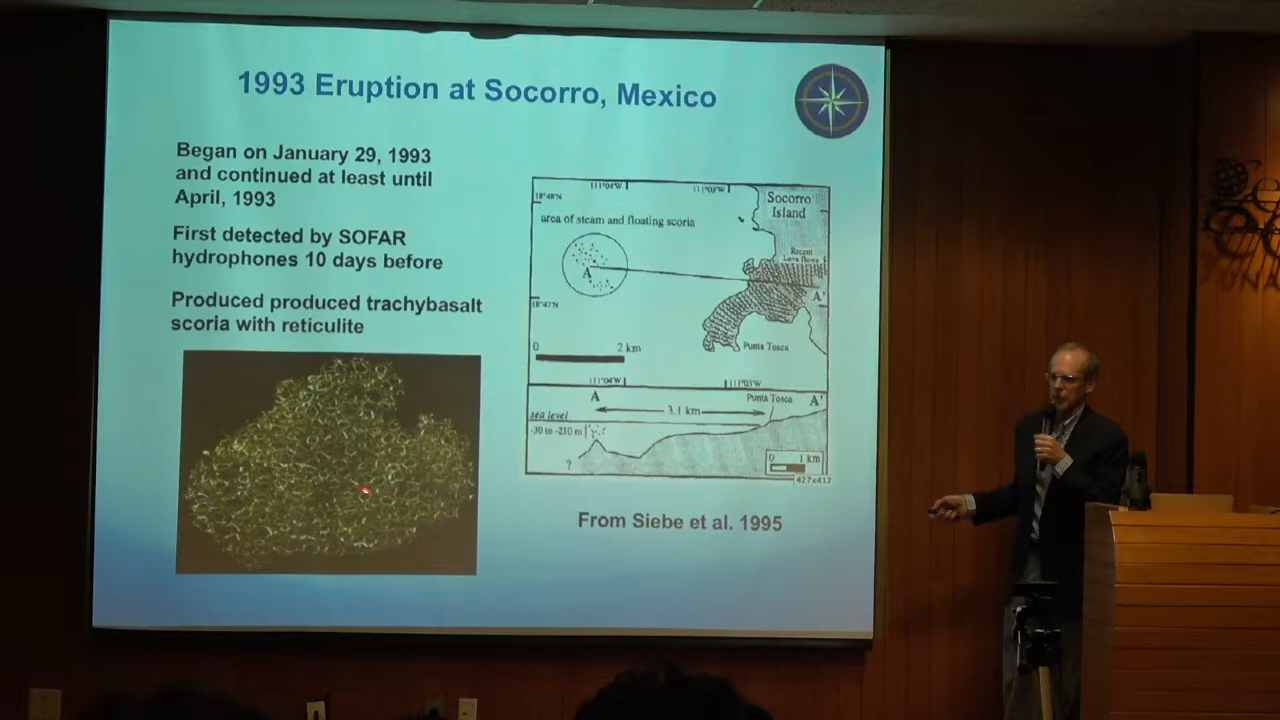 1993 Eruption at Socorro, Mexico
Began on January 29, 1993
and continued at least until
April, 1993
First detected by SOFAR
hydrophones 10 days before
Produced produced trachybasalt
scoria with reticulite
111°04'W
111°03'W
18°48'N
Socorro
Island
area of steam and floating scoria
Recent
Lava flows
A
A'
18°47'N
0 2 km
Punta Tosca
111°04'W
111°03'W
A
Punta Tosca
A'
3.1 km
sea level
-30 to -210 m
?
0 1 km
427x412
From Siebe et al. 1995
UNA